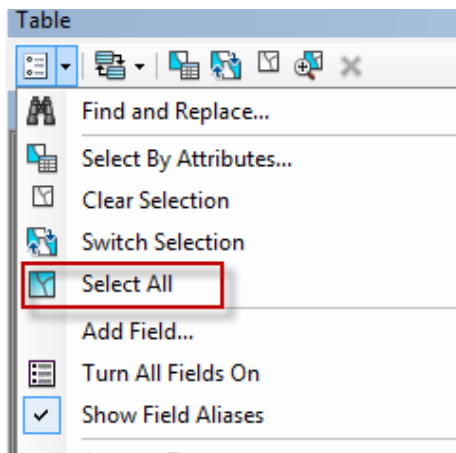 Table
Find and Replace...
Select By Attributes...
Clear Selection
Switch Selection
Select All
Add Field...
Turn All Fields On
Show Field Aliases